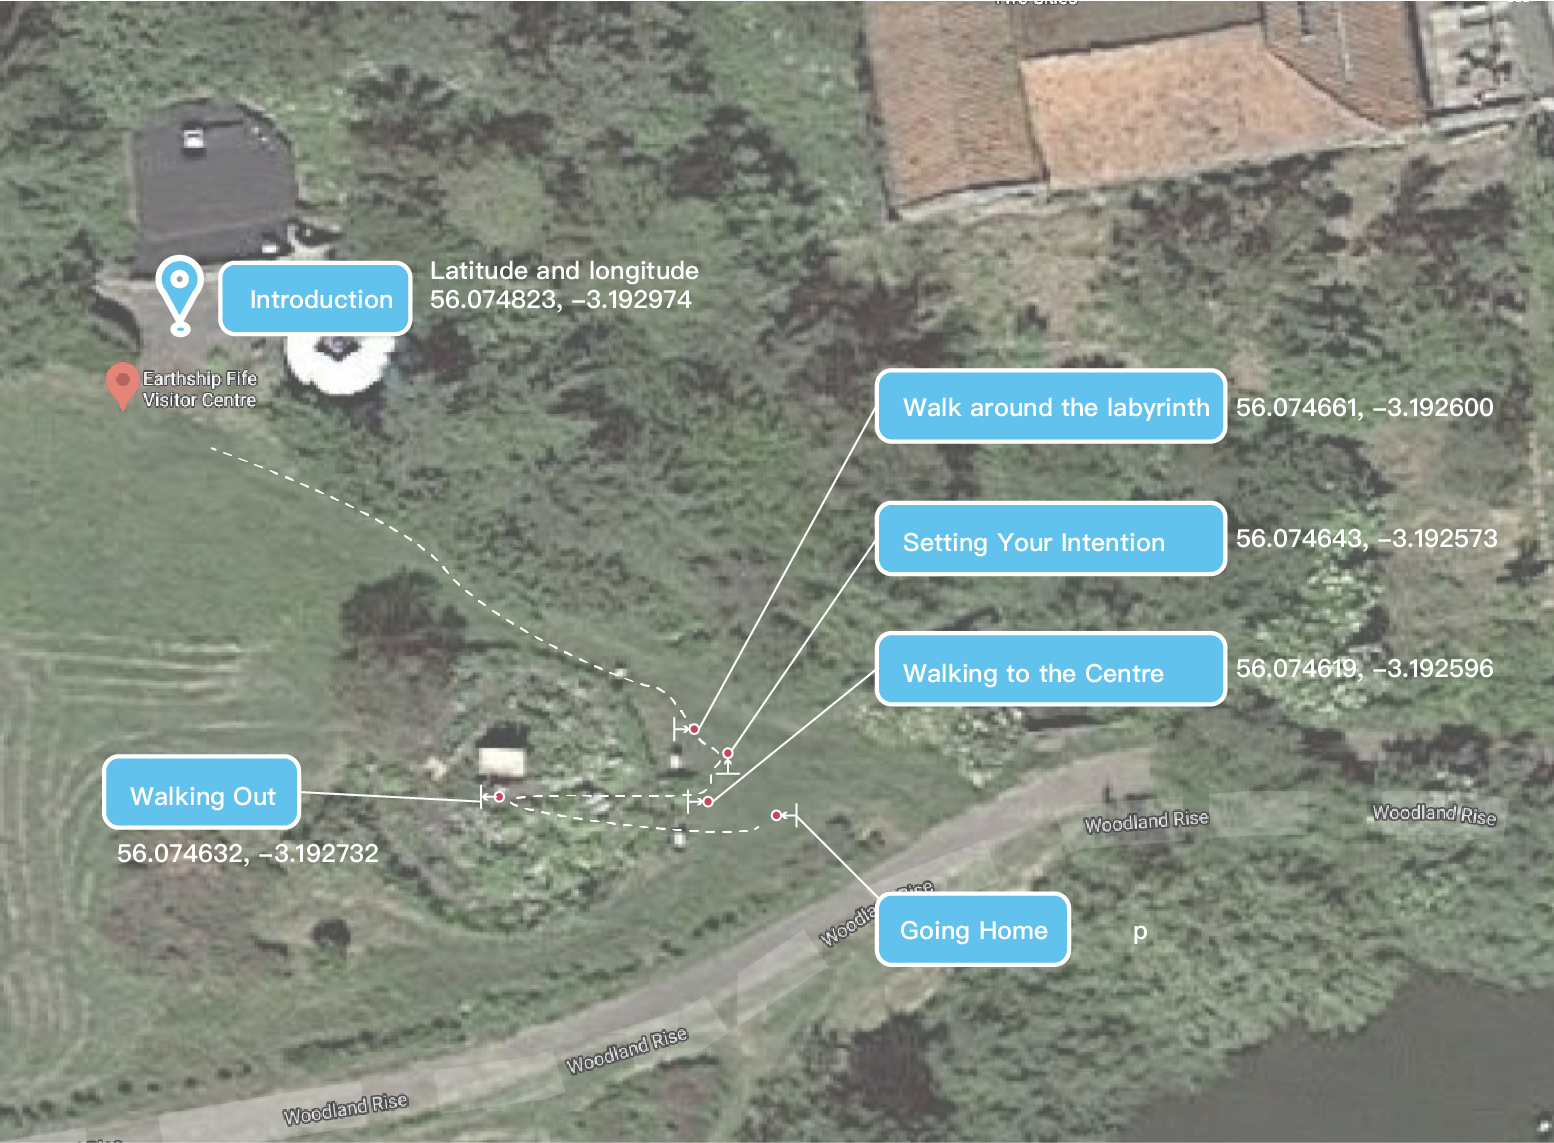 Introduction
Latitude and longitude
56.074823, -3.192974
Earthship Fife
Visitor Centre
Walk around the labyrinth
56.074661, -3.192600
Setting Your Intention
56.074643, -3.192573
Walking to the Centre
56.074619, -3.192596
Walking Out
56.074632, -3.192732
Woodland Rise
Woodland Rise
Going Home
p
Woodland Rise
Woodland Rise